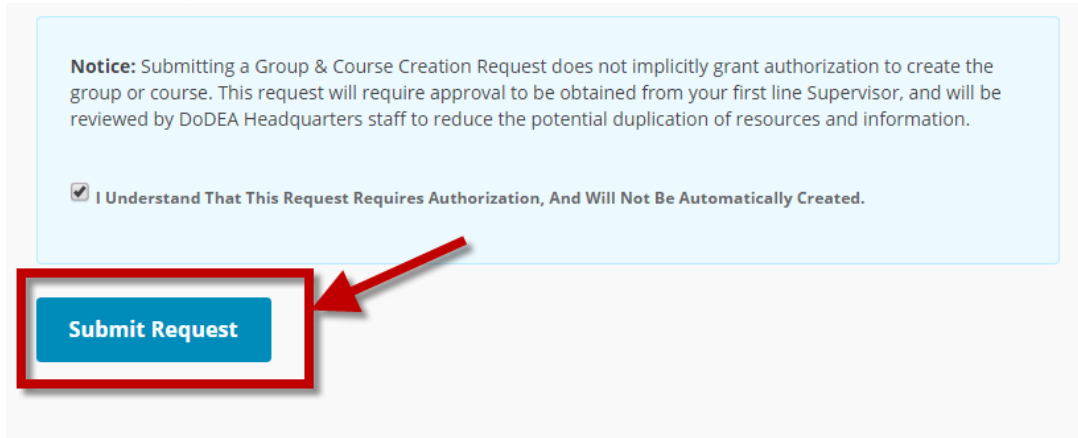 Notice: Submitting a Group & Course Creation Request does not implicitly grant authorization to create the
group or course. This request will require approval to be obtained from your first line Supervisor, and will be
reviewed by DoDEA Headquarters staff to reduce the potential duplication of resources and information.
I Understand That This Request Requires Authorization, And Will Not Be Automatically Created.
Submit Request